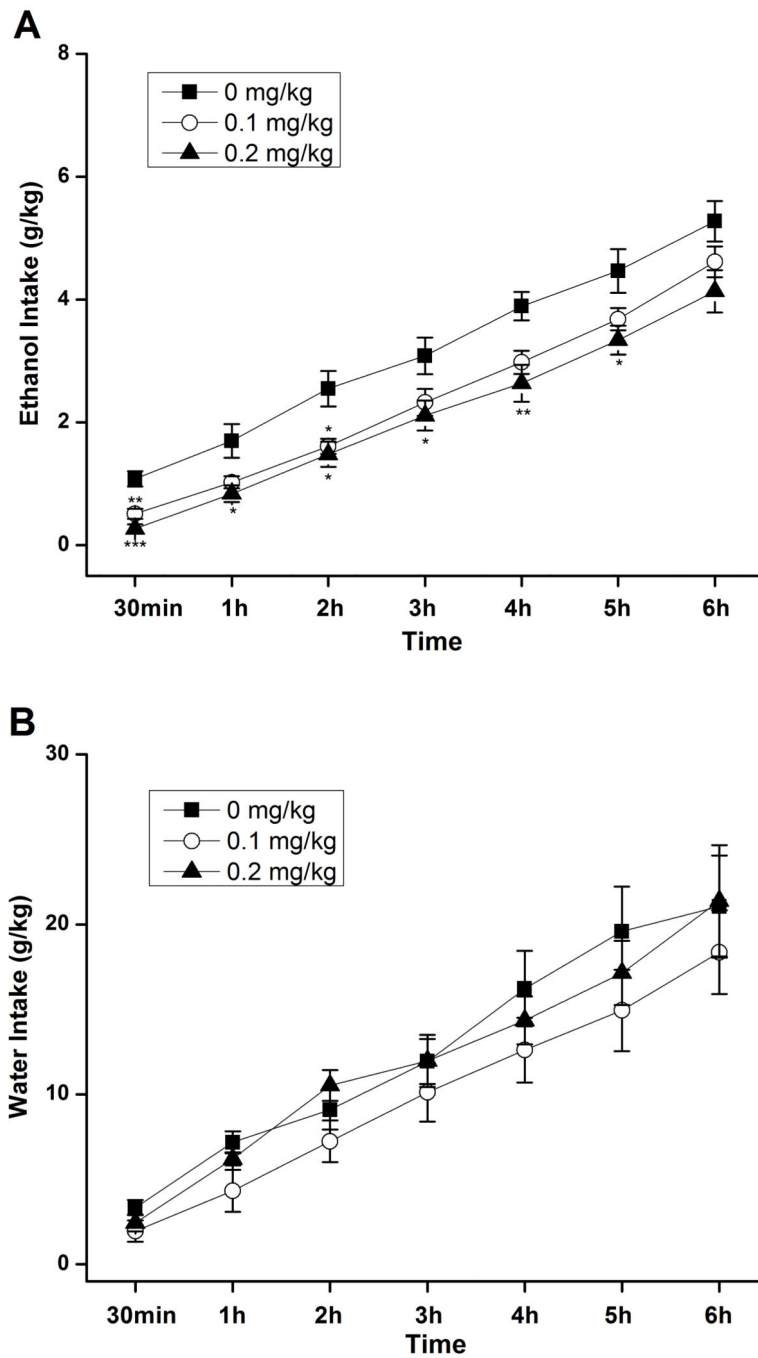 A
8
0 mg/kg
0.1 mg/kg
0.2 mg/kg
6
4
2
0
Ethanol Intake (g/kg)
**
***
*
*
*
*
**
*
30min 1h 2h 3h 4h 5h 6h
Time
B
30
0 mg/kg
0.1 mg/kg
0.2 mg/kg
20
10
0
Water Intake (g/kg)
30min 1h 2h 3h 4h 5h 6h
Time